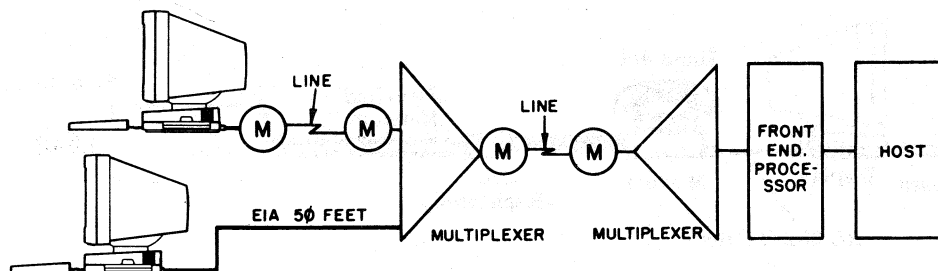 LINE
M
M
LINE
M
M
FRONT
END.
PROCE-
SSOR
HOST
EIA 5Ø FEET
MULTIPLEXER
MULTIPLEXER